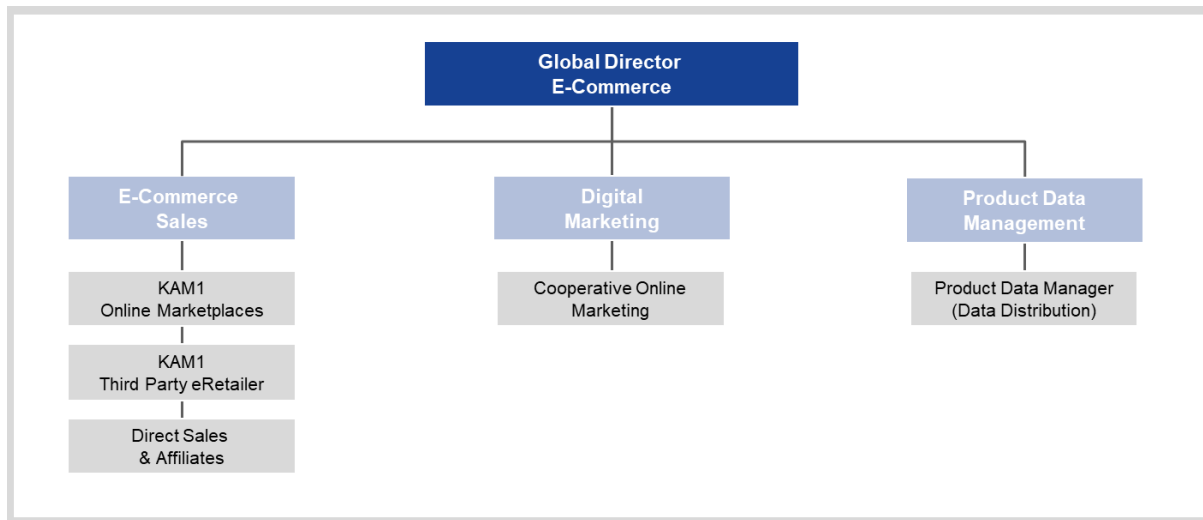 Global Director
E-Commerce
E-Commerce
Sales
Digital
Marketing
Product Data
Management
KAM1
Online Marketplaces
Cooperative Online
Marketing
Product Data Manager
(Data Distribution)
KAM1
Third Party eRetailer
Direct Sales
& Affiliates